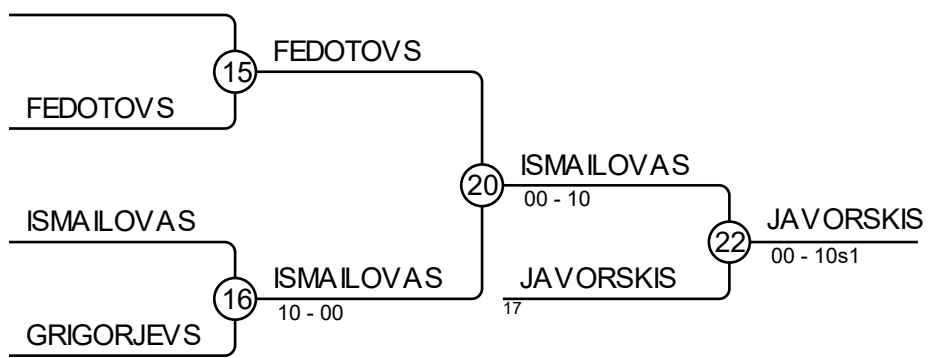 FEDOTOVS
15
FEDOTOVS
ISMAILOVAS
20
00 - 10
ISMAILOVAS
JAVORSKIS
22
00 - 10s1
ISMAILOVAS
JAVORSKIS
16
17
10 - 00
GRIGORJEVS